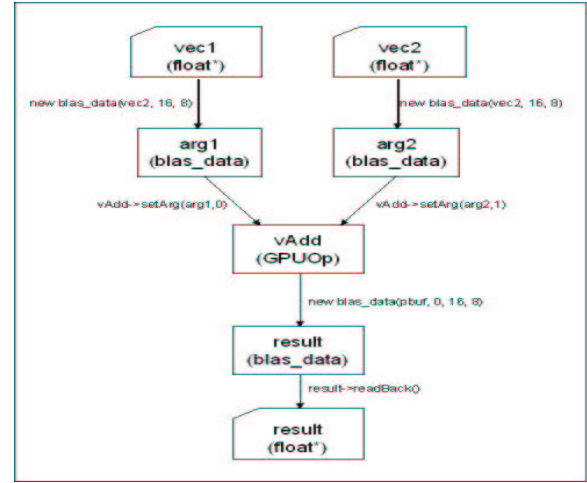 vec1
(float*)
vec2
(float*)
new blas_data(vec2, 16, 8)
new blas_data(vec2, 16, 8)
arg1
(blas_data)
arg2
(blas_data)
vAdd->setArg(arg1,0)
vAdd->setArg(arg2,1)
vAdd
(GPUOp)
new blas_data(pbuf, 0, 16, 8)
result
(blas_data)
result->readBack()
result
(float*)